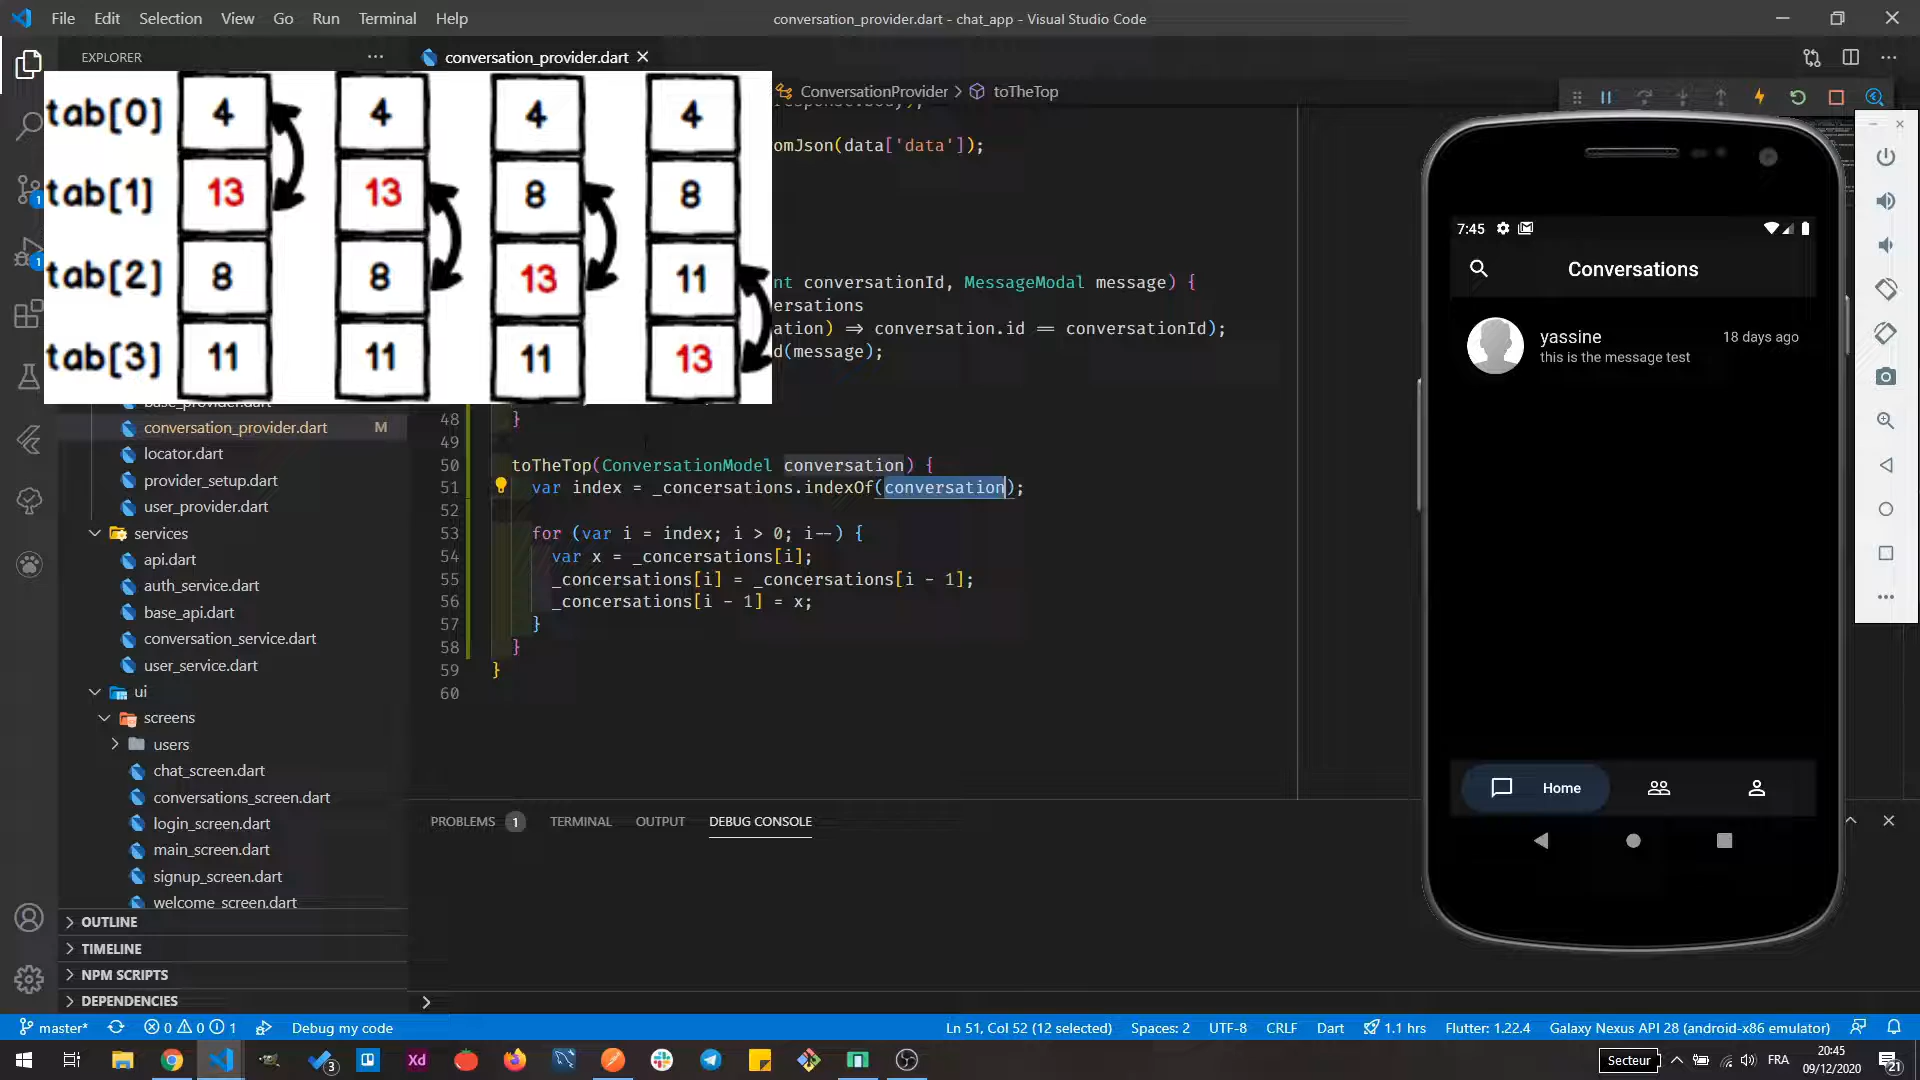 File Edit Selection View Go Run Terminal Help
conversation_provider.dart - chat_app - Visual Studio Code
EXPLORER
conversation_provider.dart
ConversationProvider > toTheTop
tab[0] 4 4 4 4
tab[1] 13 13 8 8
tab[2] 8 8 13 11
tab[3] 11 11 11 13
omJson(data['data']);
nt conversationId, MessageModal message) {
ersations
ation) => conversation.id == conversationId);
d(message);
base_provider.dart
conversation_provider.dart M
locator.dart
provider_setup.dart
user_provider.dart
services
api.dart
auth_service.dart
base_api.dart
conversation_service.dart
user_service.dart
ui
screens
users
chat_screen.dart
conversations_screen.dart
login_screen.dart
main_screen.dart
signup_screen.dart
welcome_screen.dart
OUTLINE
TIMELINE
NPM SCRIPTS
DEPENDENCIES
48 }
49
50 toTheTop(ConversationModel conversation) {
51 var index = _concersations.indexOf(conversation);
52
53 for (var i = index; i > 0; i--) {
54 var x = _concersations[i];
55 _concersations[i] = _concersations[i - 1];
56 _concersations[i - 1] = x;
57 }
58 }
59 }
60
PROBLEMS 1 TERMINAL OUTPUT DEBUG CONSOLE
7:45
Conversations
yassine 18 days ago
this is the message test
Home
master* 0 0 1 Debug my code
Ln 51, Col 52 (12 selected) Spaces: 2 UTF-8 CRLF Dart 1.1 hrs Flutter: 1.22.4 Galaxy Nexus API 28 (android-x86 emulator)
3 Xd Secteur FRA 20:45
09/12/2020 21